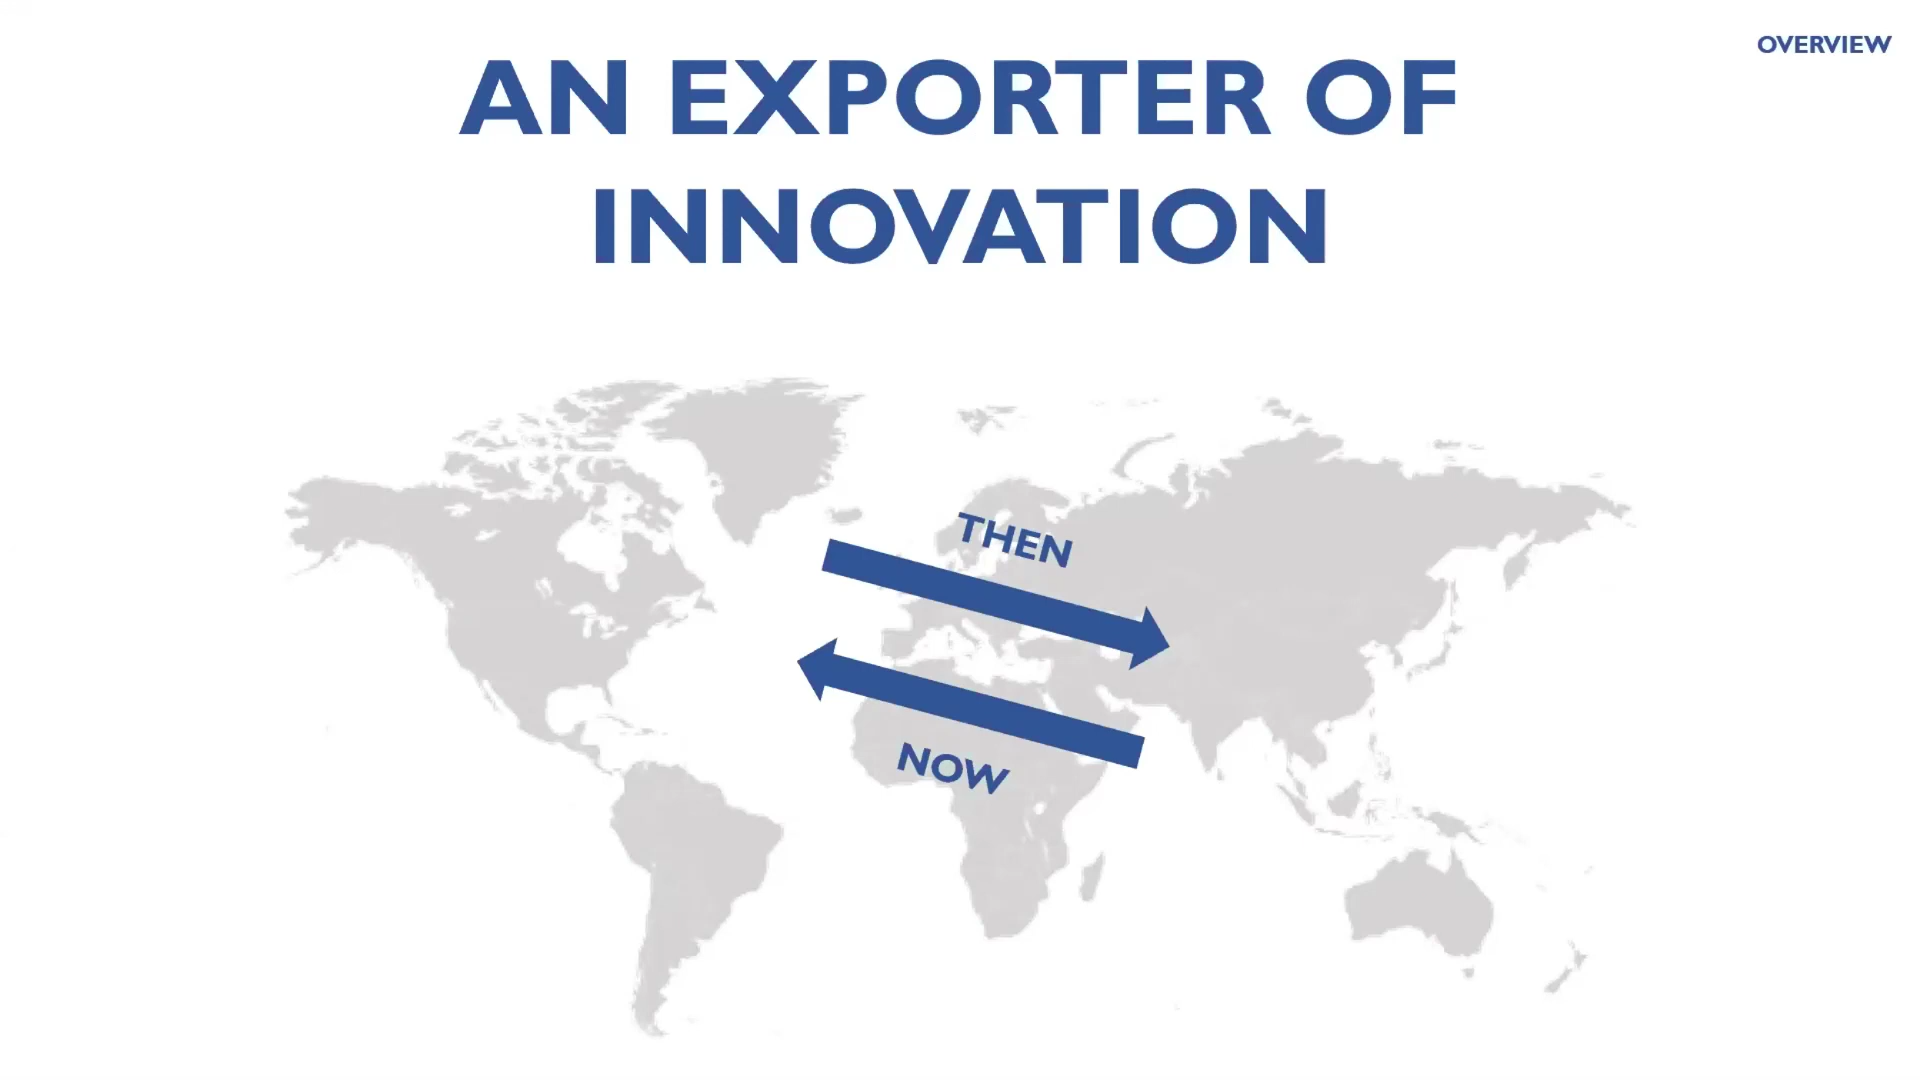 OVERVIEW
AN EXPORTER OF
INNOVATION
THEN
NOW